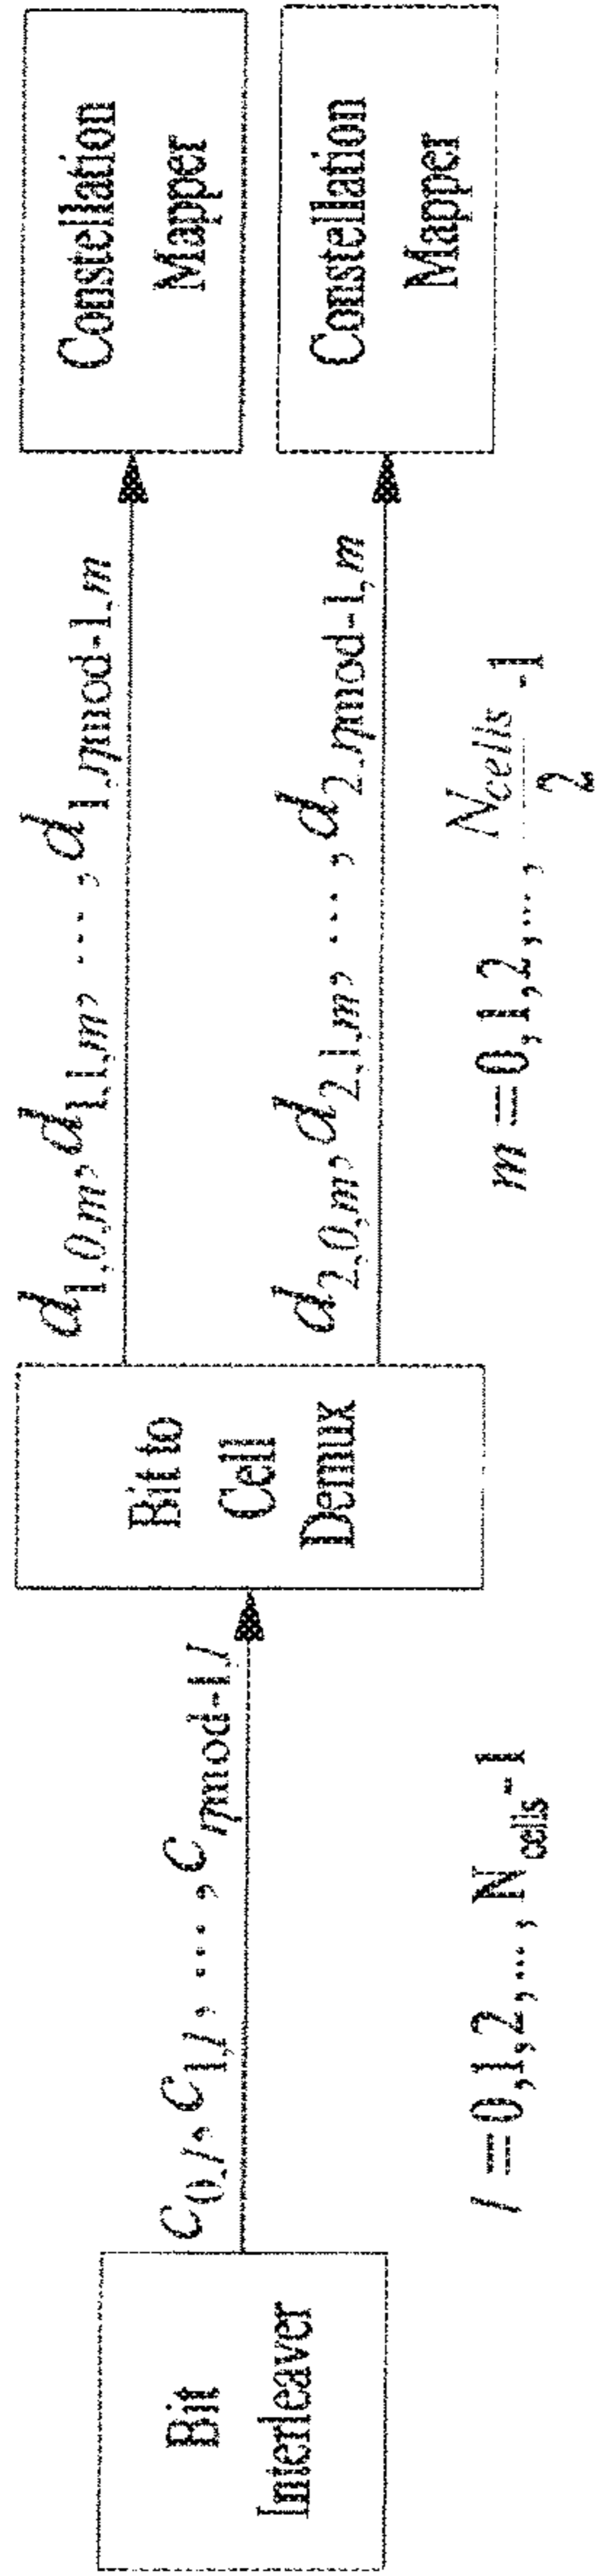 Bit
Interleaver
c0,l, c1,l, ..., cηmod-1,l
l =0,1,2,..., Ncells-1
Bit to
Cell
Demux
d1,0,m, d1,1,m, ..., d1,ηmod-1,m
d2,0,m, d2,1,m, ..., d2,ηmod-1,m
m =0,1,2,..., Ncells/2 -1
Constellation
Mapper
Constellation
Mapper